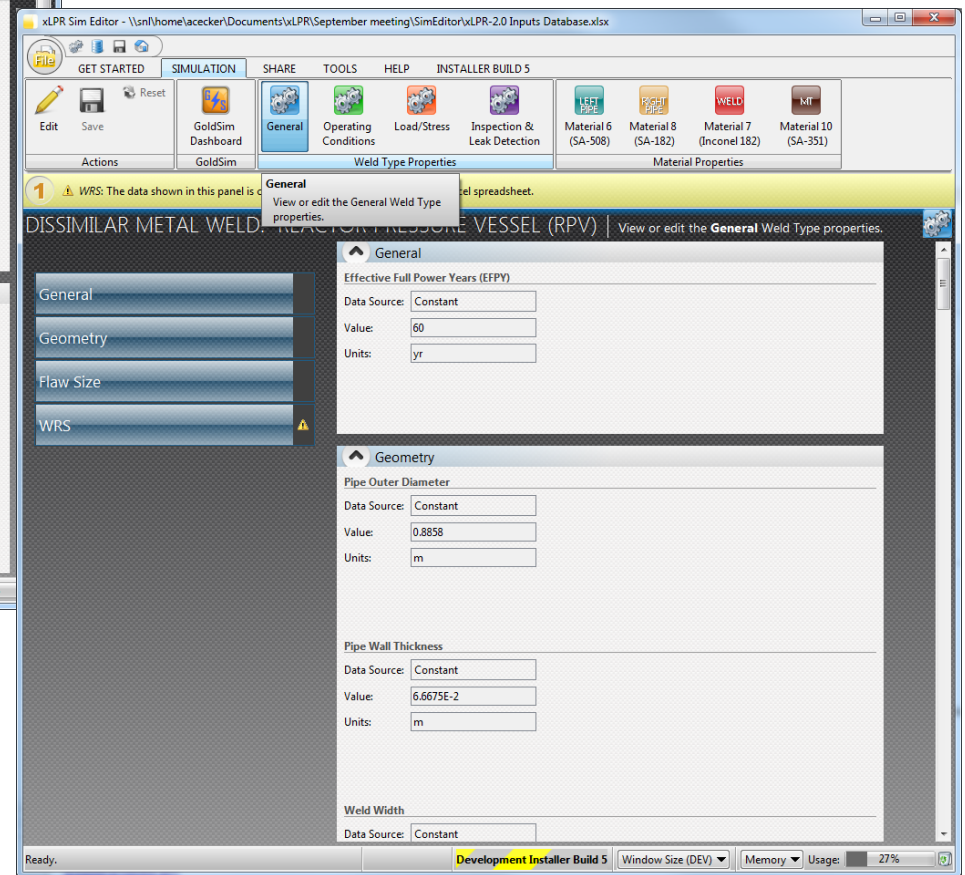 xLPR Sim Editor - \\snl\home\acecker\Documents\xLPR\September meeting\SimEditor\xLPR-2.0 Inputs Database.xlsx
File
GET STARTED SIMULATION SHARE TOOLS HELP INSTALLER BUILD 5
Edit Save Reset
GoldSim Dashboard
General
Operating Conditions
Load/Stress
Inspection & Leak Detection
LEFT PIPE
Material 6 (SA-508)
RIGHT PIPE
Material 8 (SA-182)
WELD
Material 7 (Inconel 182)
MT
Material 10 (SA-351)
Actions GoldSim Weld Type Properties Material Properties
1 WRS: The data shown in this panel is cel spreadsheet.
General
View or edit the General Weld Type properties.
DISSIMILAR METAL WELD: REACTOR PRESSURE VESSEL (RPV) | View or edit the General Weld Type properties.
General
Geometry
Flaw Size
WRS
General
Effective Full Power Years (EFPY)
Data Source: Constant
Value: 60
Units: yr
Geometry
Pipe Outer Diameter
Data Source: Constant
Value: 0.8858
Units: m
Pipe Wall Thickness
Data Source: Constant
Value: 6.6675E-2
Units: m
Weld Width
Data Source: Constant
Ready. Development Installer Build 5 Window Size (DEV) Memory Usage: 27%